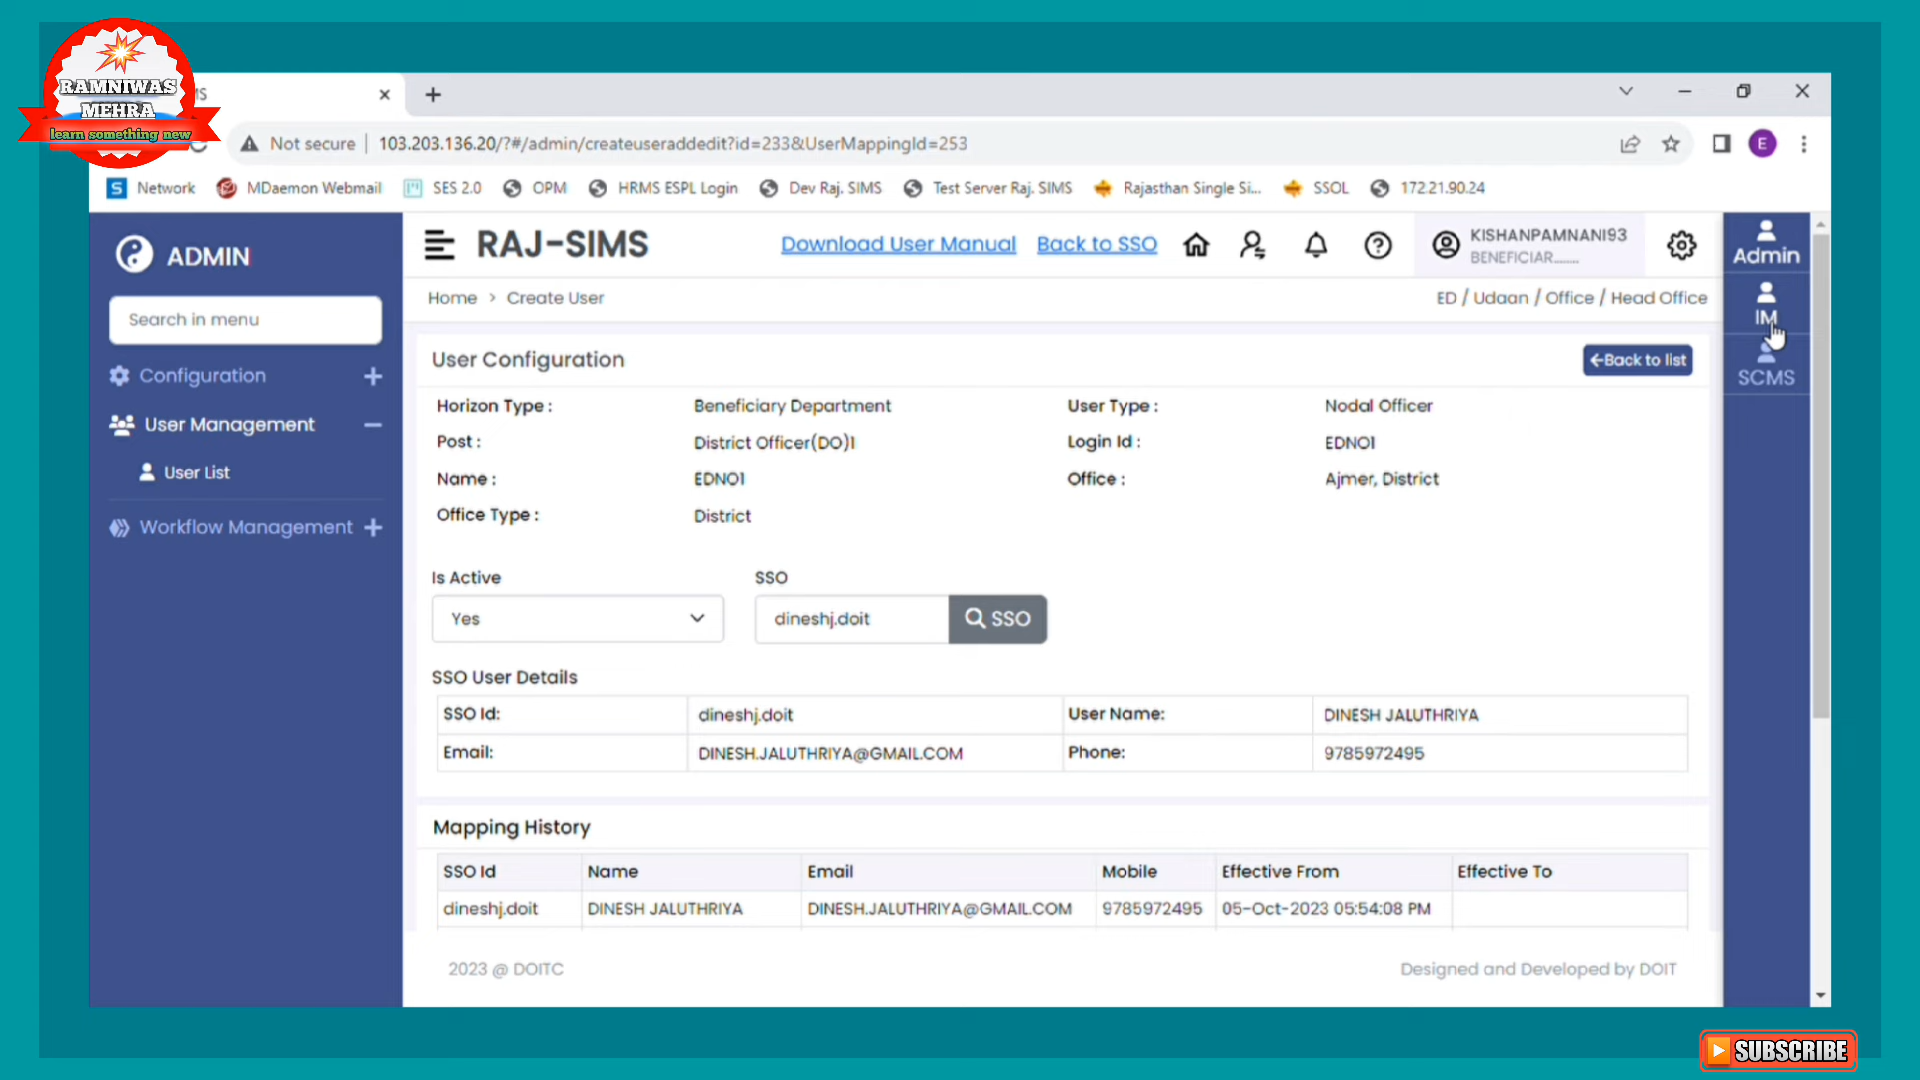 RAMNIWAS
MEHRA
learn something new
Not secure 103.203.136.20/?#/admin/createuseraddedit?id=233&UserMappingId=253
E
S Network MDaemon Webmail SES 2.0 OPM HRMS ESPL Login Dev Raj. SIMS Test Server Raj. SIMS Rajasthan Single Si... SSOL 172.21.90.24
ADMIN
Search in menu
Configuration
User Management
User List
Workflow Management
RAJ-SIMS Download User Manual Back to SSO KISHANPAMNANI93
BENEFICIAR........
Home > Create User ED / Udaan / Office / Head Office
User Configuration ←Back to list
Horizon Type : Beneficiary Department User Type : Nodal Officer
Post : District Officer(DO)1 Login Id : EDNO1
Name : EDNO1 Office : Ajmer, District
Office Type : District
Is Active SSO
Yes dineshj.doit SSO
SSO User Details
SSO Id: dineshj.doit User Name: DINESH JALUTHRIYA
Email: DINESH.JALUTHRIYA@GMAIL.COM Phone: 9785972495
Mapping History
SSO Id Name Email Mobile Effective From Effective To
dineshj.doit DINESH JALUTHRIYA DINESH.JALUTHRIYA@GMAIL.COM 9785972495 05-Oct-2023 05:54:08 PM
2023 @ DOITC Designed and Developed by DOIT
Admin
IM
SCMS
SUBSCRIBE